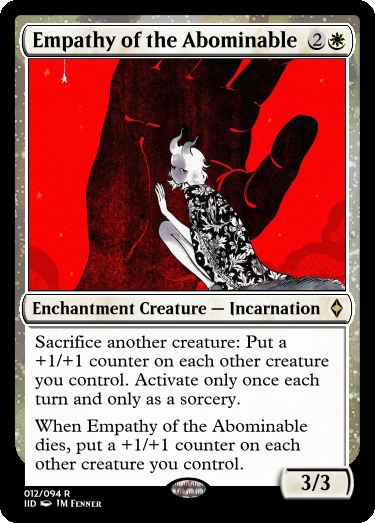 Empathy of the Abominable 2
Enchantment Creature — Incarnation
Sacrifice another creature: Put a
+1/+1 counter on each other creature
you control. Activate only once each
turn and only as a sorcery.
When Empathy of the Abominable
dies, put a +1/+1 counter on each
other creature you control.
3/3
012/094 R
IID JM Fenner